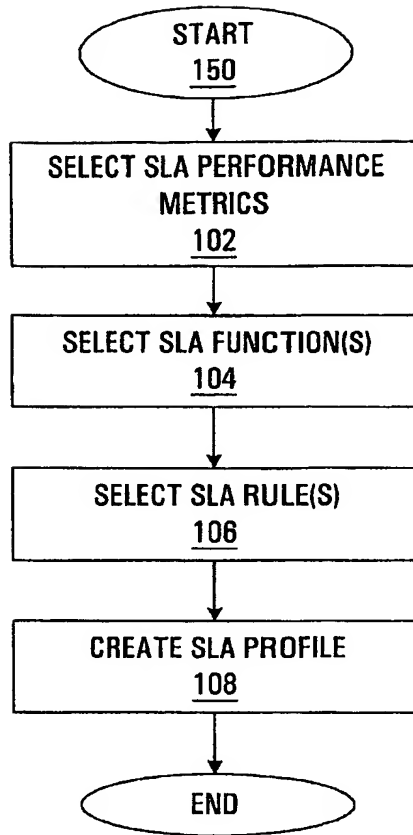 START
150
SELECT SLA PERFORMANCE
METRICS
102
SELECT SLA FUNCTION(S)
104
SELECT SLA RULE(S)
106
CREATE SLA PROFILE
108
END